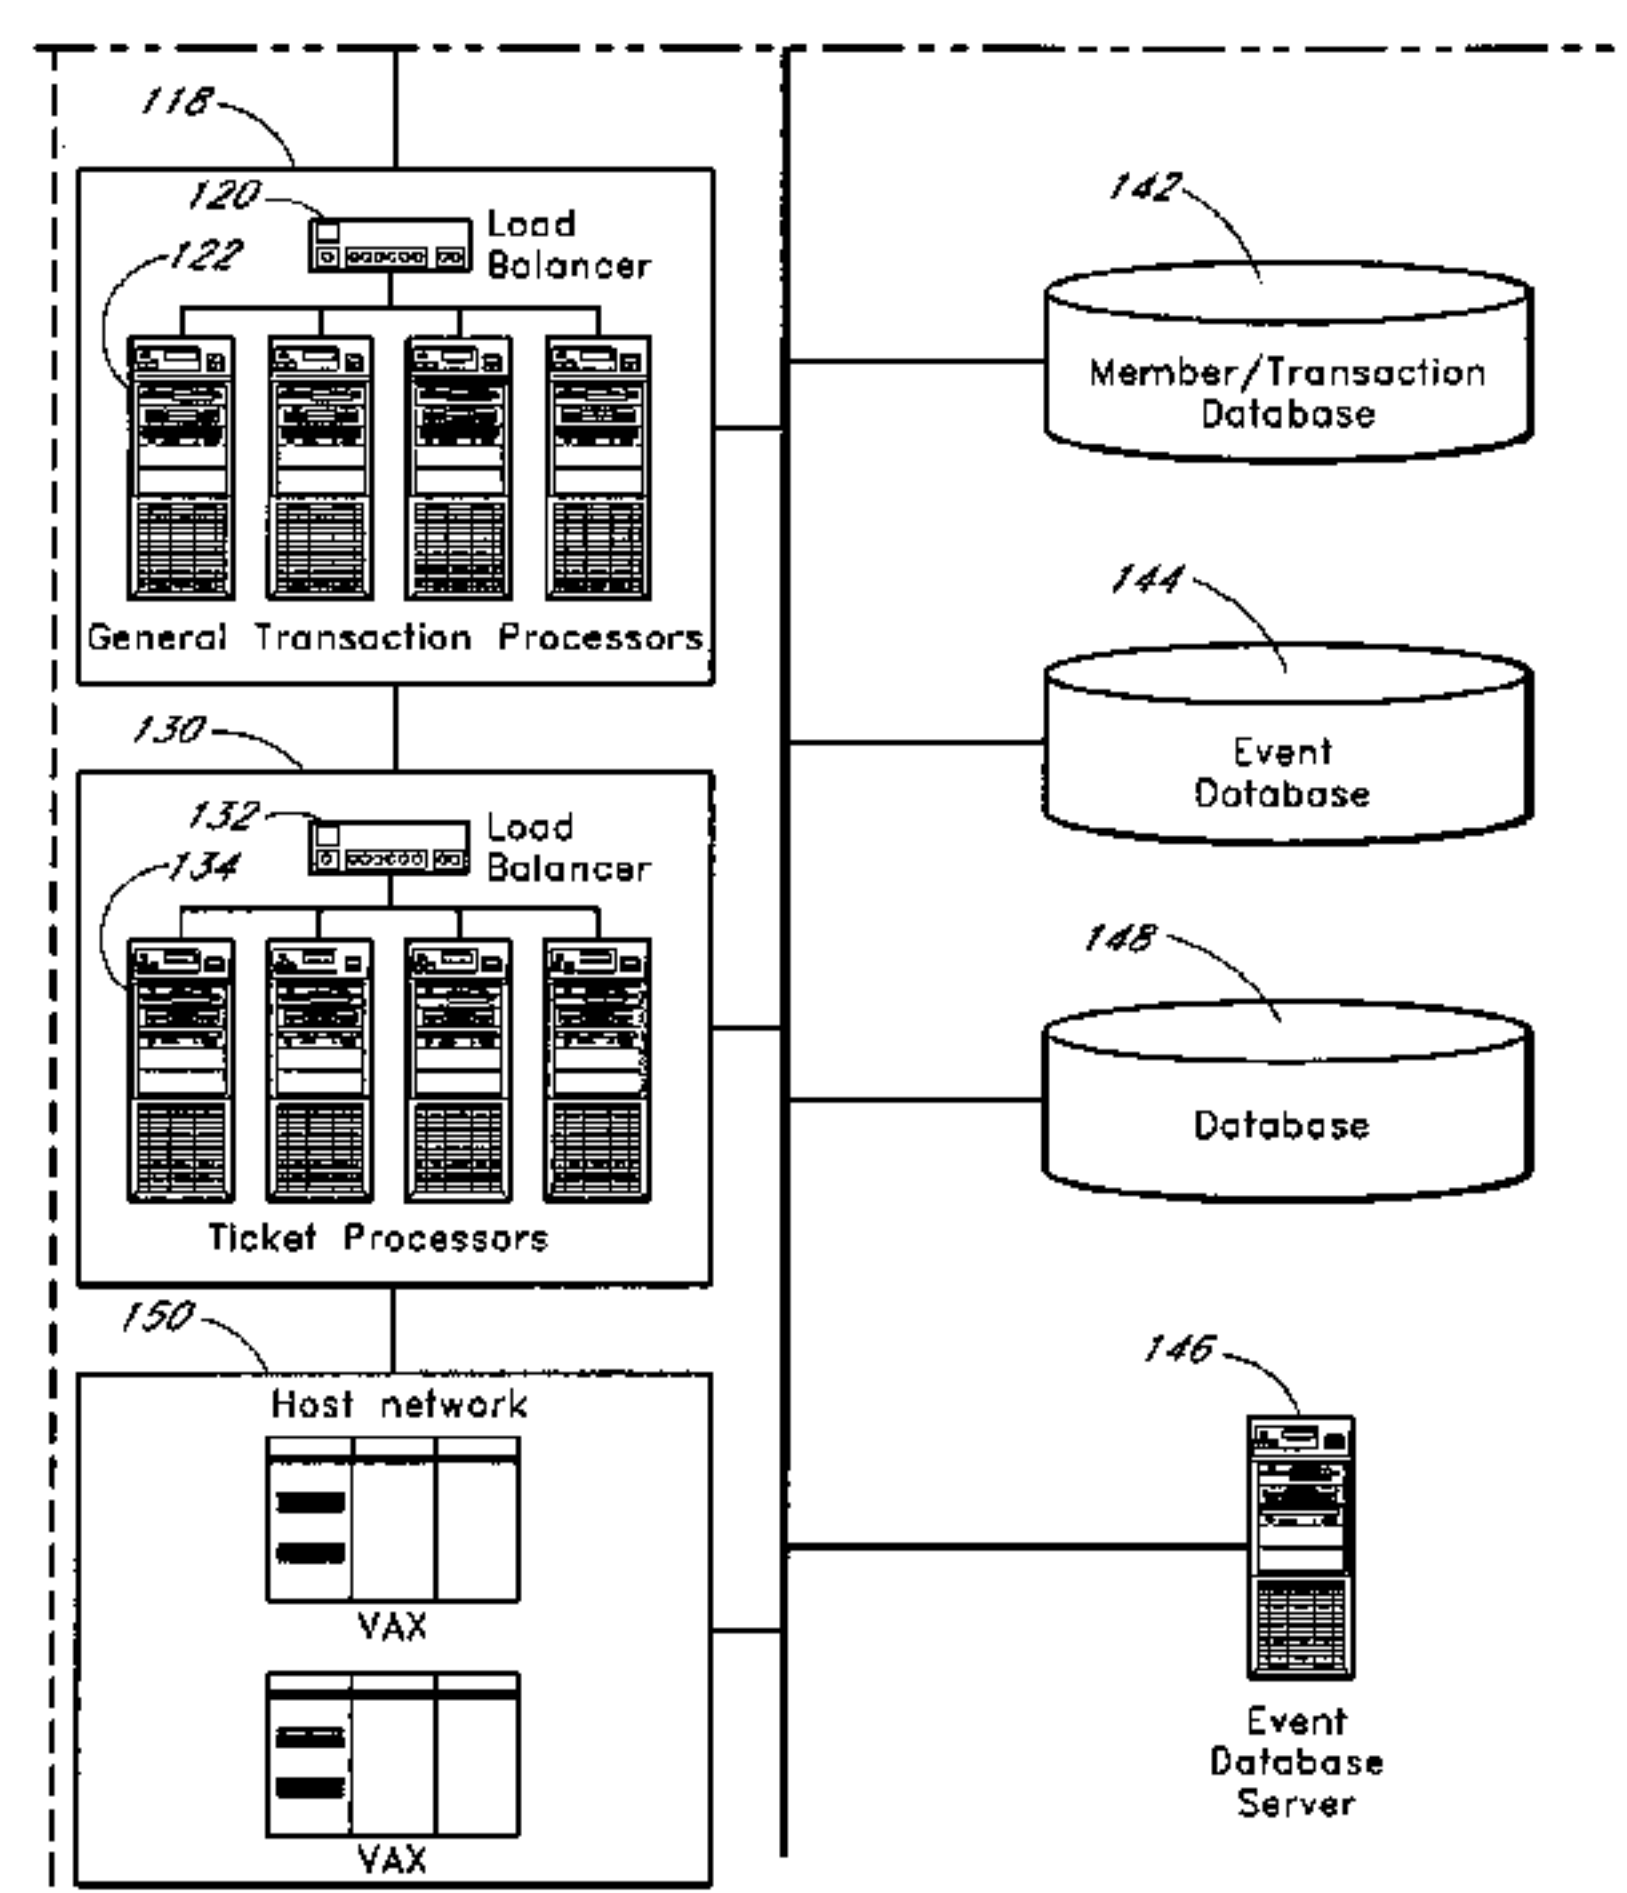 118
120
Load
Balancer
122
General Transaction Processors
130
132
Load
Balancer
134
Ticket Processors
150
Host network
VAX
VAX
142
Member/Transaction
Database
144
Event
Database
148
Database
146
Event
Database
Server